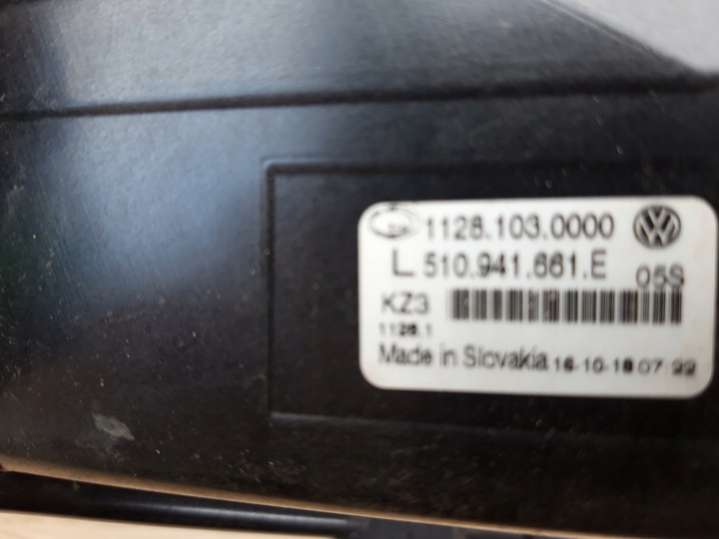 1128.103.0000
L 510.941.661.E 05S
KZ3
1128.1
Made in Slovakia 16-10-18 07:22